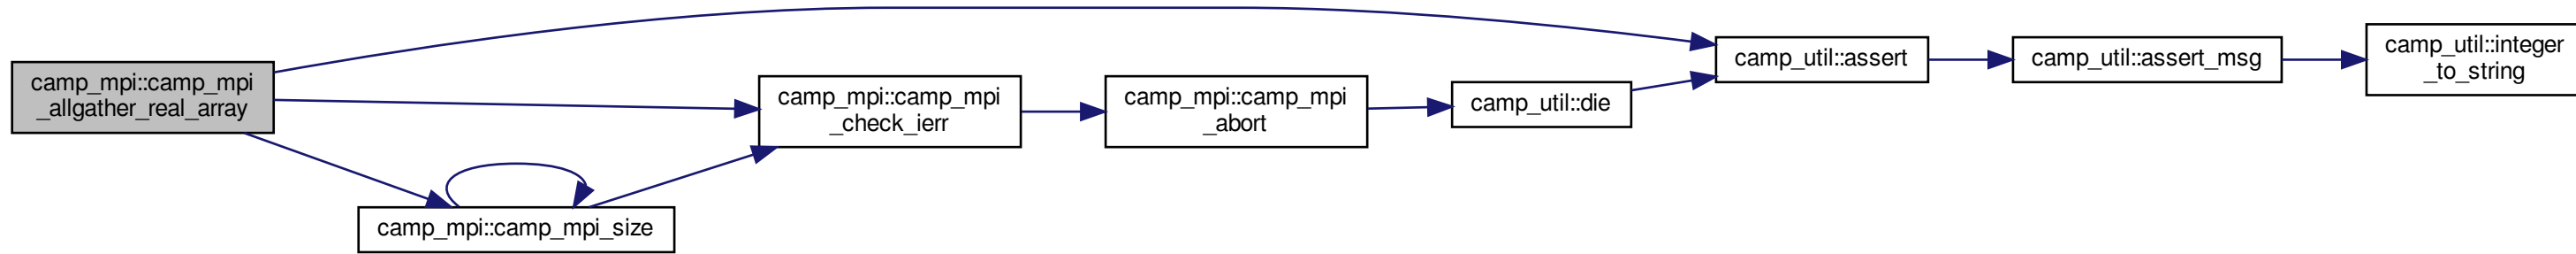 camp_mpi::camp_mpi
_allgather_real_array
camp_mpi::camp_mpi_size
camp_mpi::camp_mpi
_check_ierr
camp_mpi::camp_mpi
_abort
camp_util::die
camp_util::assert
camp_util::assert_msg
camp_util::integer
_to_string